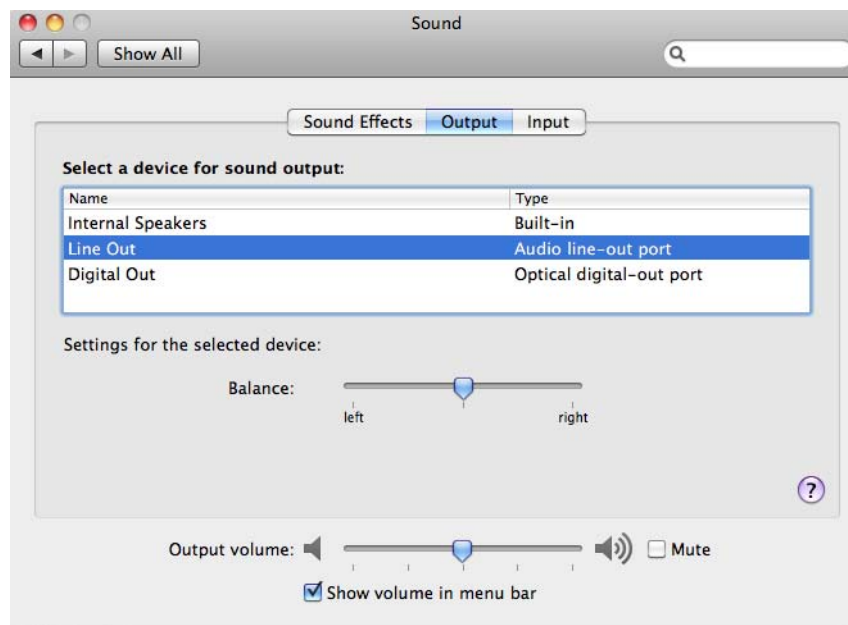 Sound
Show All
Sound Effects Output Input
Select a device for sound output:
Name Type
Internal Speakers Built-in
Line Out Audio line-out port
Digital Out Optical digital-out port
Settings for the selected device:
Balance:
left right
?
Output volume: Mute
Show volume in menu bar